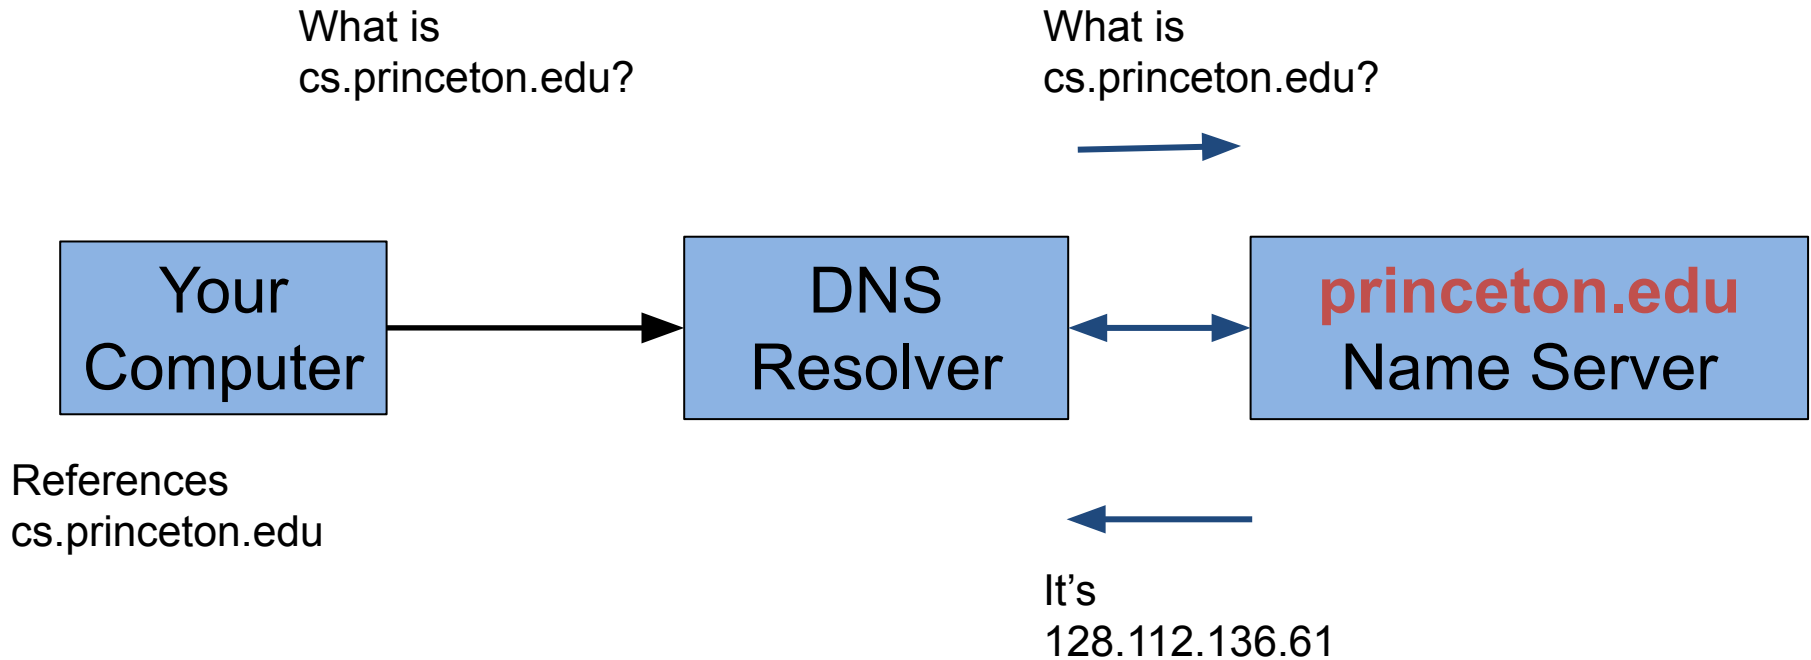 What is
cs.princeton.edu?
What is
cs.princeton.edu?
Your
Computer
DNS
Resolver
princeton.edu
Name Server
References
cs.princeton.edu
It’s
128.112.136.61